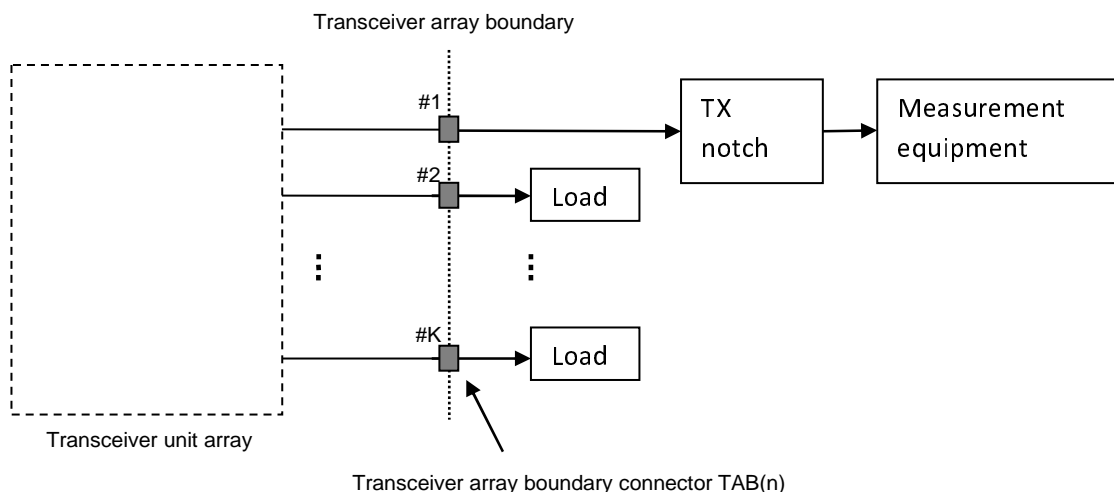 Transceiver array boundary
#1
TX
notch
Measurement
equipment
#2
Load
#K
Load
Transceiver unit array
Transceiver array boundary connector TAB(n)